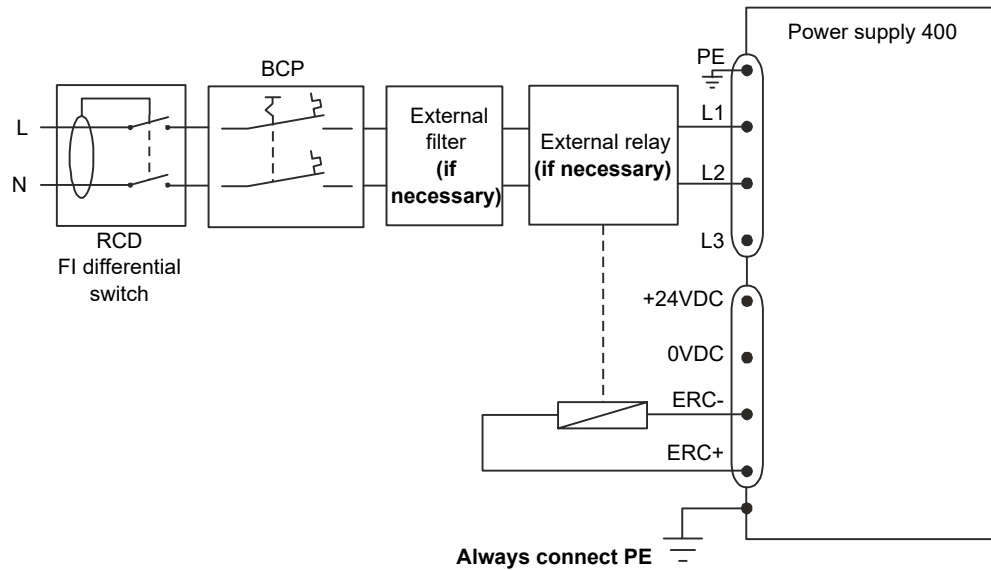 Power supply 400
PE
BCP
L1
L
External
filter
(if
necessary)
External relay
(if necessary)
L2
N
RCD
FI differential
switch
L3
+24VDC
0VDC
ERC-
ERC+
Always connect PE